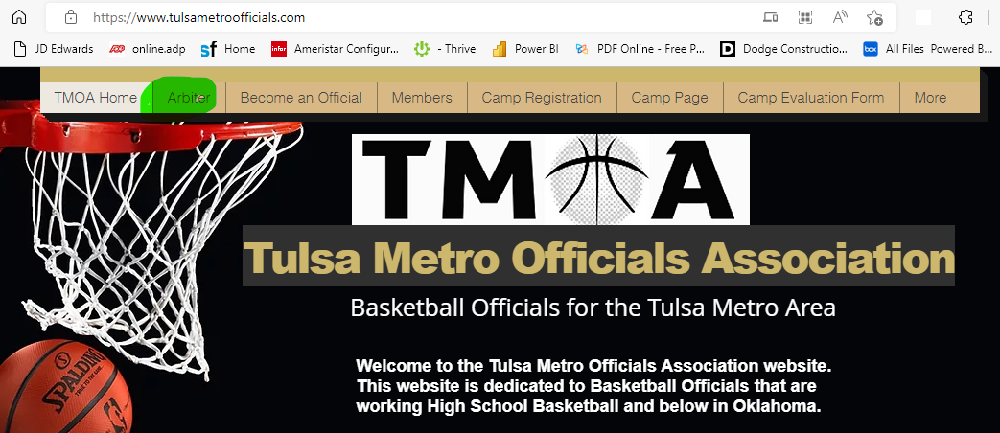 https://www.tulsametroofficials.com
JD Edwards online.adp Home Ameristar Configur... - Thrive Power BI PDF Online - Free P... Dodge Constructio... box All Files Powered B...
TMOA Home Arbiter Become an Official Members Camp Registration Camp Page Camp Evaluation Form More
TMOA
Tulsa Metro Officials Association
Basketball Officials for the Tulsa Metro Area
Welcome to the Tulsa Metro Officials Association website.
This website is dedicated to Basketball Officials that are
working High School Basketball and below in Oklahoma.
SPALDING